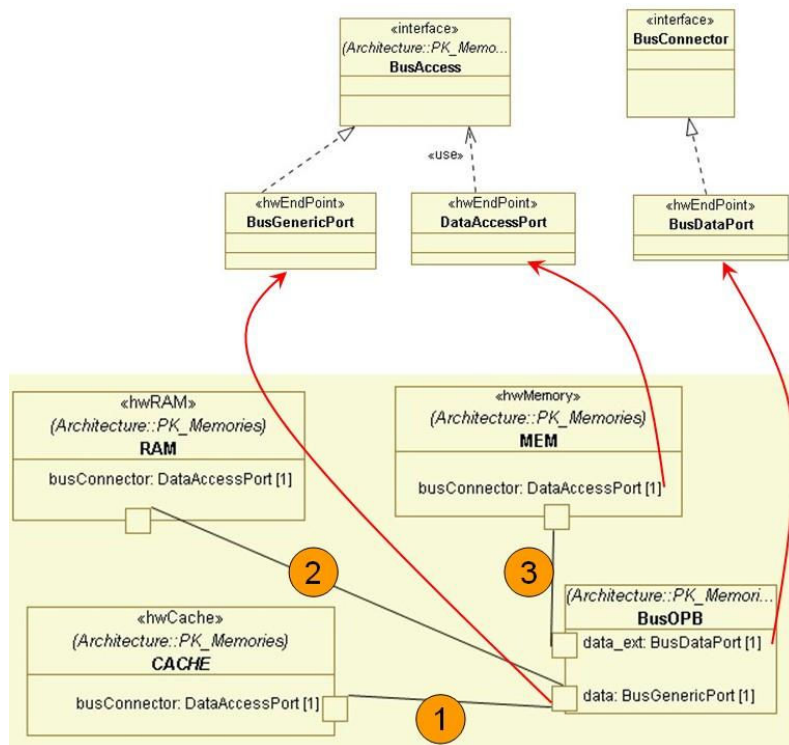 «interface»
(Architecture::PK_Memo...
BusAccess
«interface»
BusConnector
«use»
«hwEndPoint»
BusGenericPort
«hwEndPoint»
DataAccessPort
«hwEndPoint»
BusDataPort
«hwRAM»
(Architecture::PK_Memories)
RAM
busConnector: DataAccessPort [1]
«hwMemory»
(Architecture::PK_Memories)
MEM
busConnector: DataAccessPort [1]
2
3
(Architecture::PK_Memori...
BusOPB
data_ext: BusDataPort [1]
data: BusGenericPort [1]
«hwCache»
(Architecture::PK_Memories)
CACHE
busConnector: DataAccessPort [1]
1